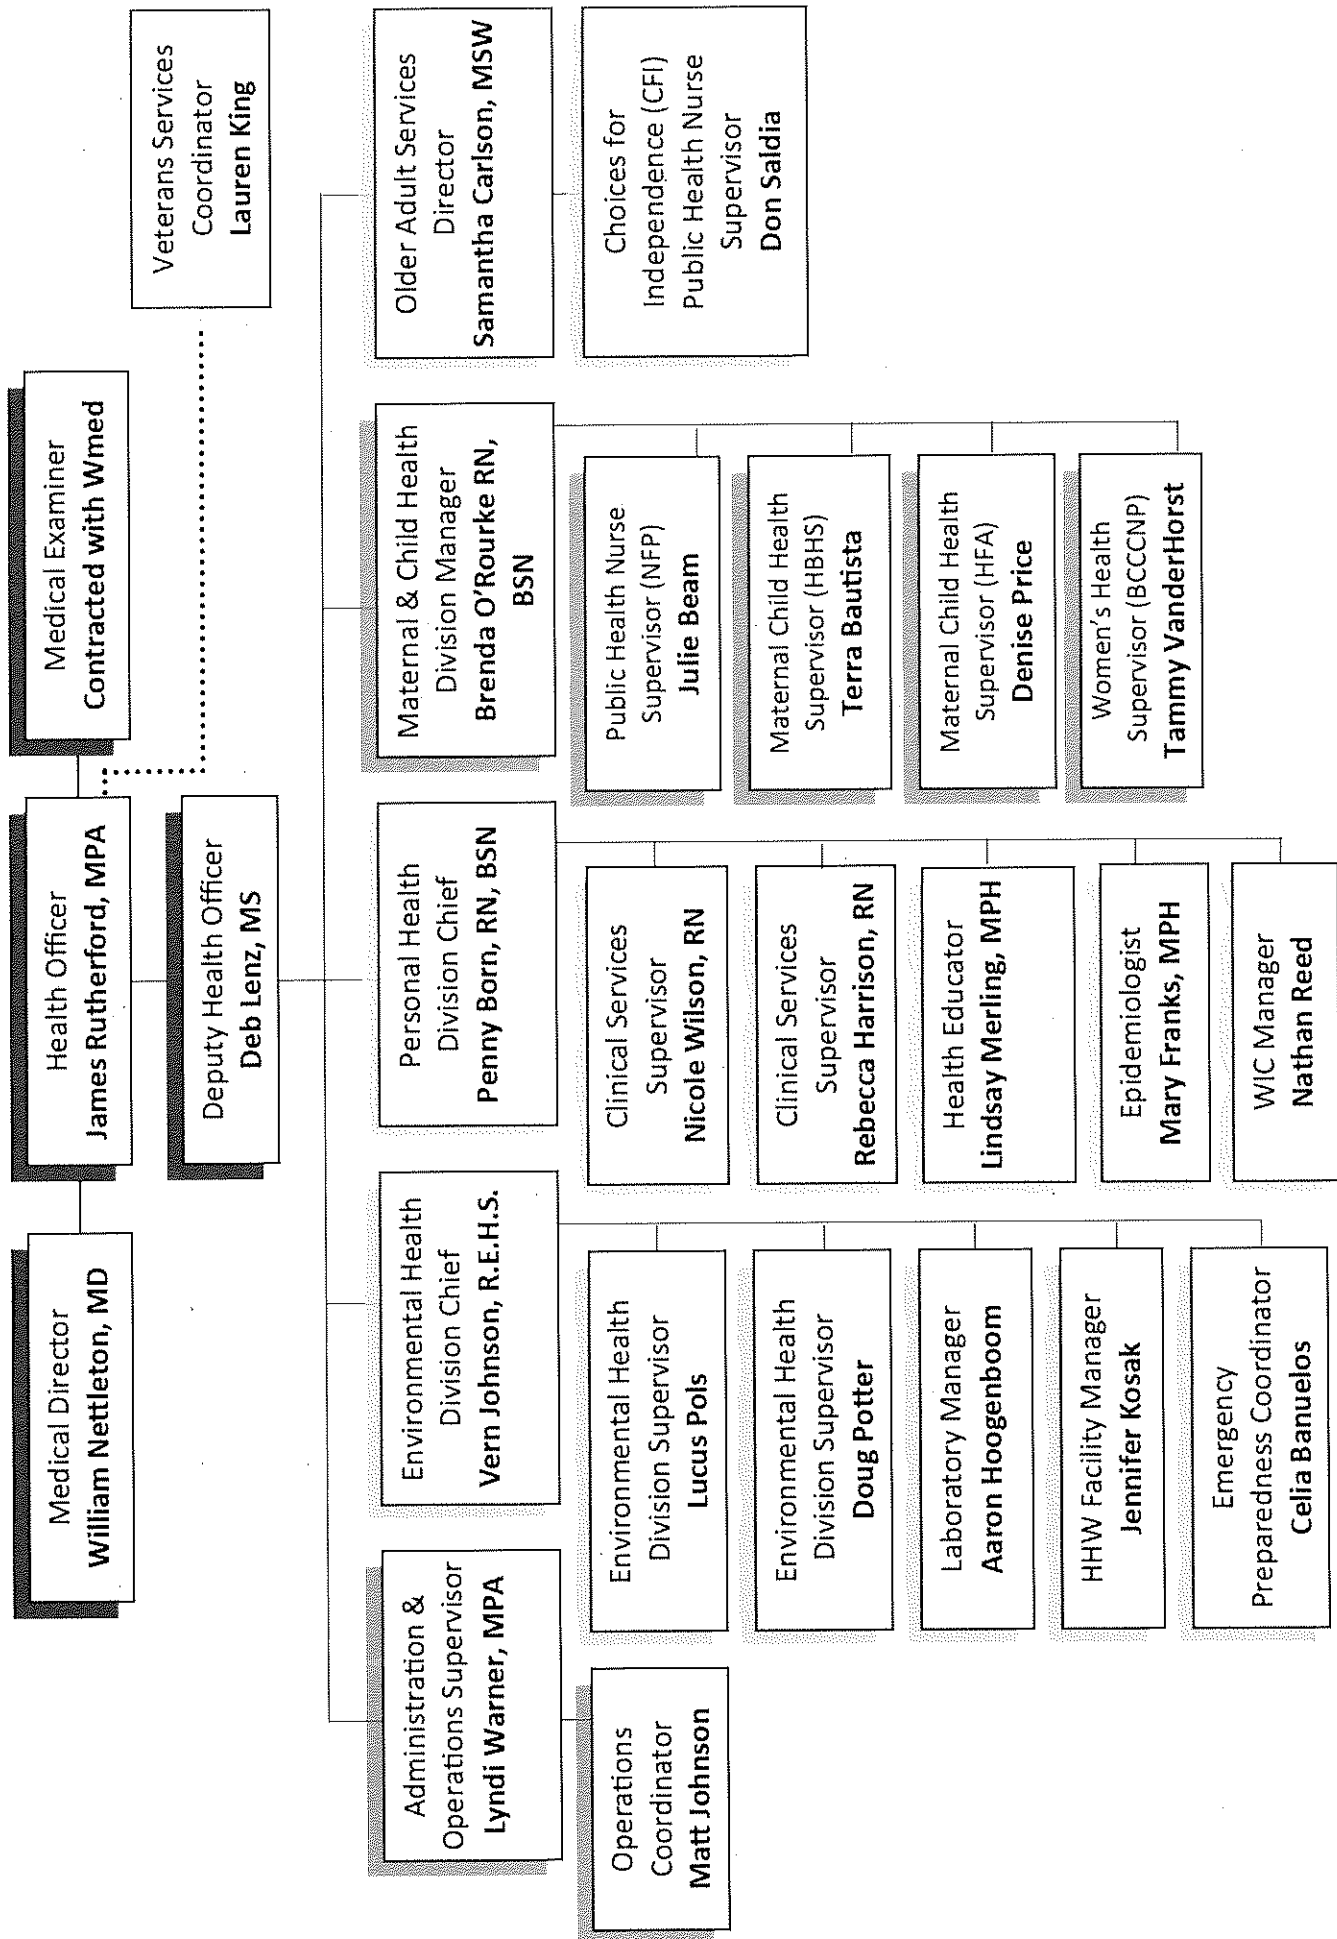 Medical Director
William Nettleton, MD
Health Officer
James Rutherford, MPA
Medical Examiner
Contracted with Wmed
Veterans Services
Coordinator
Lauren King
Deputy Health Officer
Deb Lenz, MS
Administration &
Operations Supervisor
Lyndi Warner, MPA
Operations
Coordinator
Matt Johnson
Environmental Health
Division Chief
Vern Johnson, R.E.H.S.
Environmental Health
Division Supervisor
Lucus Pols
Environmental Health
Division Supervisor
Doug Potter
Laboratory Manager
Aaron Hoogenboom
HHW Facility Manager
Jennifer Kosak
Emergency
Preparedness Coordinator
Celia Banuelos
Personal Health
Division Chief
Penny Born, RN, BSN
Clinical Services
Supervisor
Nicole Wilson, RN
Clinical Services
Supervisor
Rebecca Harrison, RN
Health Educator
Lindsay Merling, MPH
Epidemiologist
Mary Franks, MPH
WIC Manager
Nathan Reed
Maternal & Child Health
Division Manager
Brenda O'Rourke RN,
BSN
Public Health Nurse
Supervisor (NFP)
Julie Beam
Maternal Child Health
Supervisor (HBHS)
Terra Bautista
Maternal Child Health
Supervisor (HFA)
Denise Price
Women's Health
Supervisor (BCCCNP)
Tammy VanderHorst
Older Adult Services
Director
Samantha Carlson, MSW
Choices for
Independence (CFI)
Public Health Nurse
Supervisor
Don Saldia